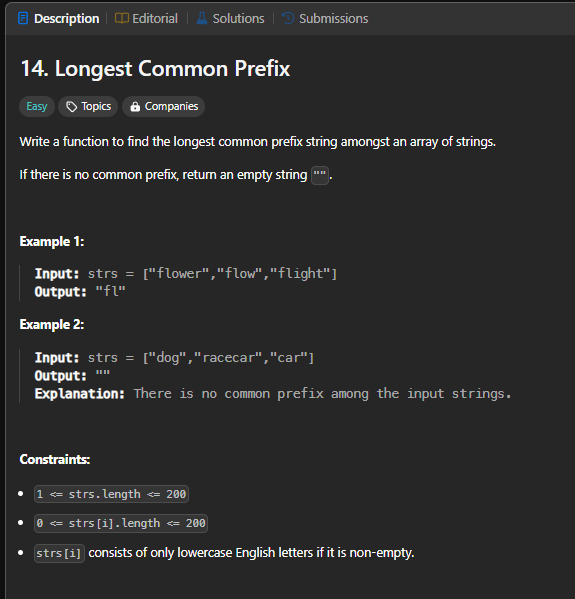 Description | Editorial | Solutions | Submissions
14. Longest Common Prefix
Easy Topics Companies
Write a function to find the longest common prefix string amongst an array of strings.
If there is no common prefix, return an empty string "".
Example 1:
Input: strs = ["flower","flow","flight"]
Output: "fl"
Example 2:
Input: strs = ["dog","racecar","car"]
Output: ""
Explanation: There is no common prefix among the input strings.
Constraints:
• 1 <= strs.length <= 200
• 0 <= strs[i].length <= 200
• strs[i] consists of only lowercase English letters if it is non-empty.